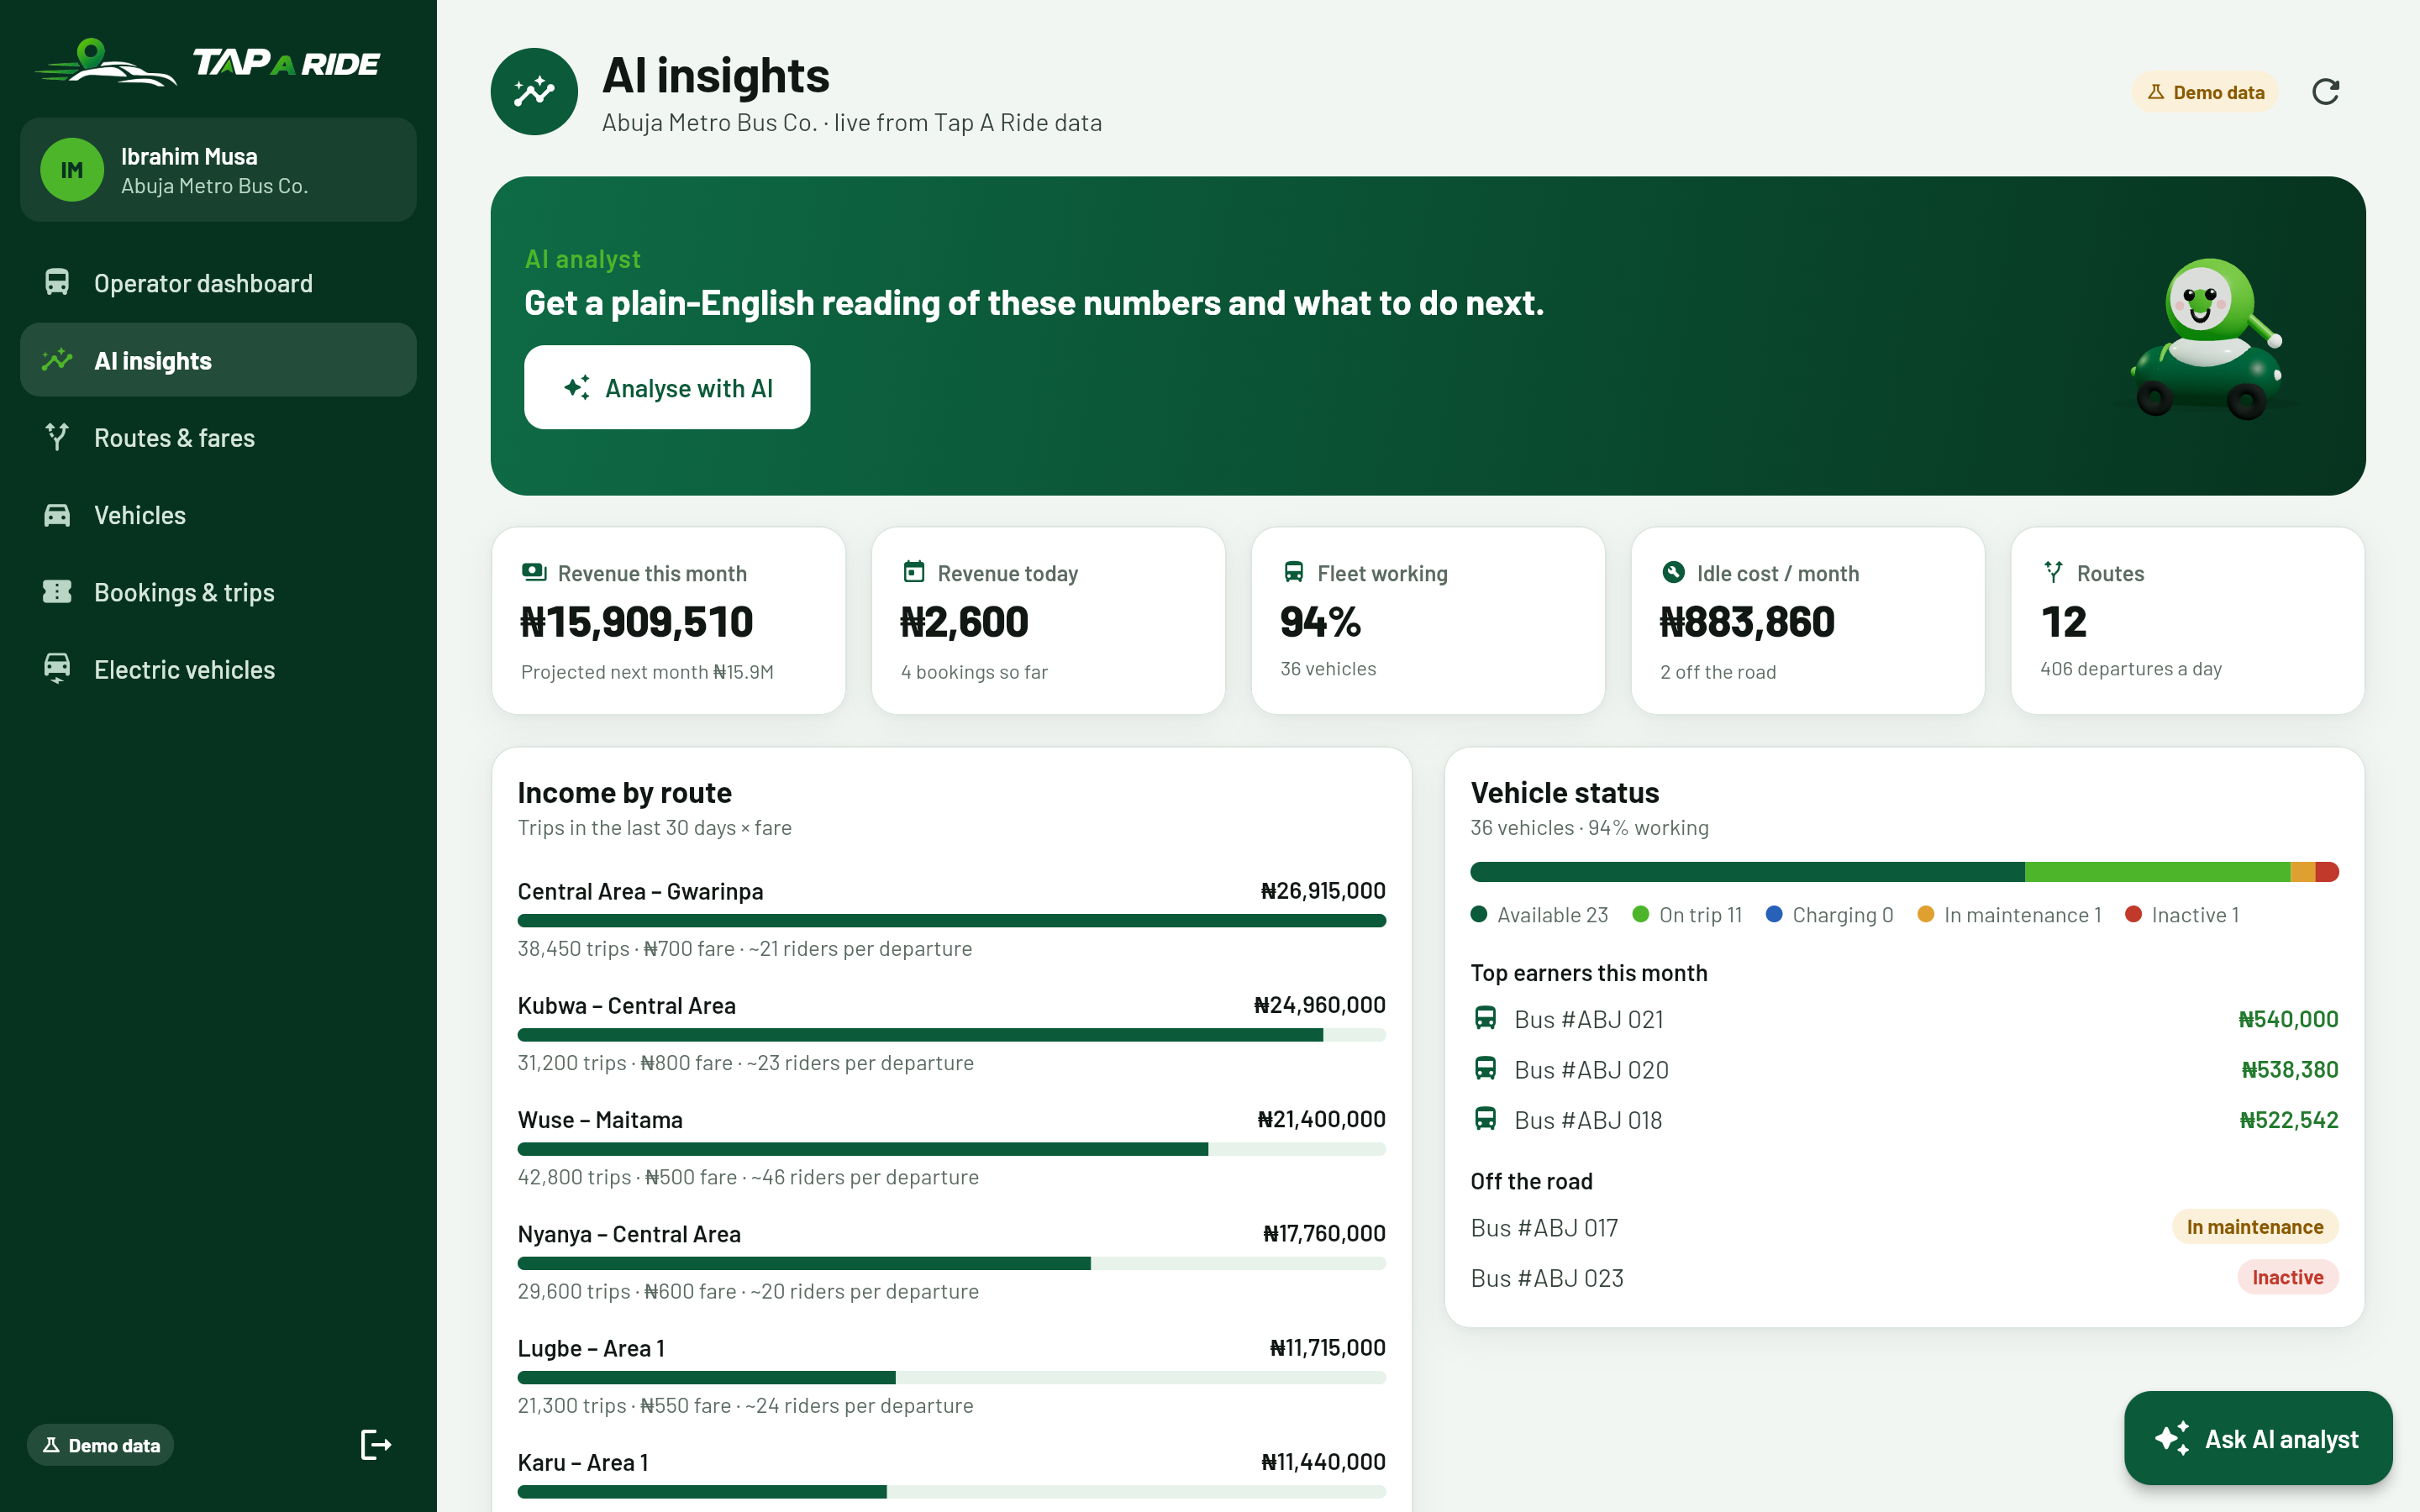 TAP A RIDE
IM
Ibrahim Musa
Abuja Metro Bus Co.
Operator dashboard
AI insights
Routes & fares
Vehicles
Bookings & trips
Electric vehicles
Demo data
AI insights
Abuja Metro Bus Co. · live from Tap A Ride data
Demo data
AI analyst
Get a plain-English reading of these numbers and what to do next.
Analyse with AI
Revenue this month
₦15,909,510
Projected next month ₦15.9M
Revenue today
₦2,600
4 bookings so far
Fleet working
94%
36 vehicles
Idle cost / month
₦883,860
2 off the road
Routes
12
406 departures a day
Income by route
Trips in the last 30 days × fare
Central Area – Gwarinpa ₦26,915,000
38,450 trips · ₦700 fare · ~21 riders per departure
Kubwa – Central Area ₦24,960,000
31,200 trips · ₦800 fare · ~23 riders per departure
Wuse – Maitama ₦21,400,000
42,800 trips · ₦500 fare · ~46 riders per departure
Nyanya – Central Area ₦17,760,000
29,600 trips · ₦600 fare · ~20 riders per departure
Lugbe – Area 1 ₦11,715,000
21,300 trips · ₦550 fare · ~24 riders per departure
Karu – Area 1 ₦11,440,000
Vehicle status
36 vehicles · 94% working
Available 23 On trip 11 Charging 0 In maintenance 1 Inactive 1
Top earners this month
Bus #ABJ 021 ₦540,000
Bus #ABJ 020 ₦538,380
Bus #ABJ 018 ₦522,542
Off the road
Bus #ABJ 017 In maintenance
Bus #ABJ 023 Inactive
Ask AI analyst